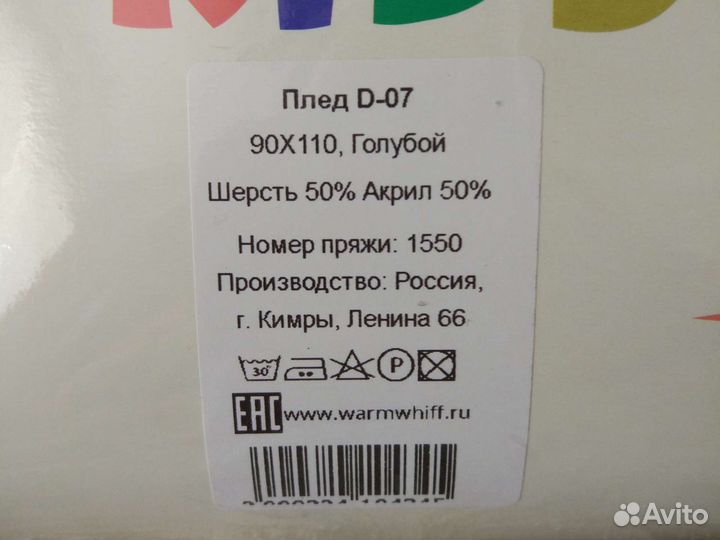 Плед D-07
90X110, Голубой
Шерсть 50% Акрил 50%
Номер пряжи: 1550
Производство: Россия,
г. Кимры, Ленина 66
30 P
EAC www.warmwhiff.ru
Avito